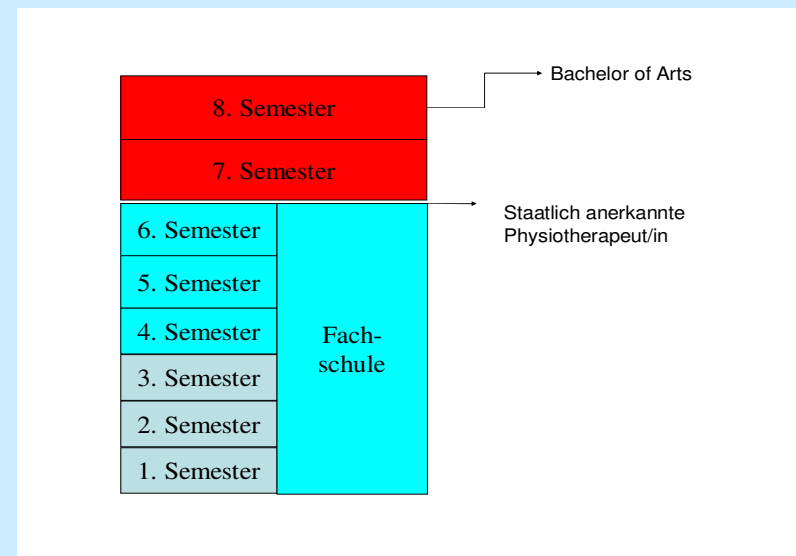 Bachelor of Arts
8. Semester
7. Semester
Staatlich anerkannte
Physiotherapeut/in
6. Semester
5. Semester
4. Semester
Fach-
schule
3. Semester
2. Semester
1. Semester